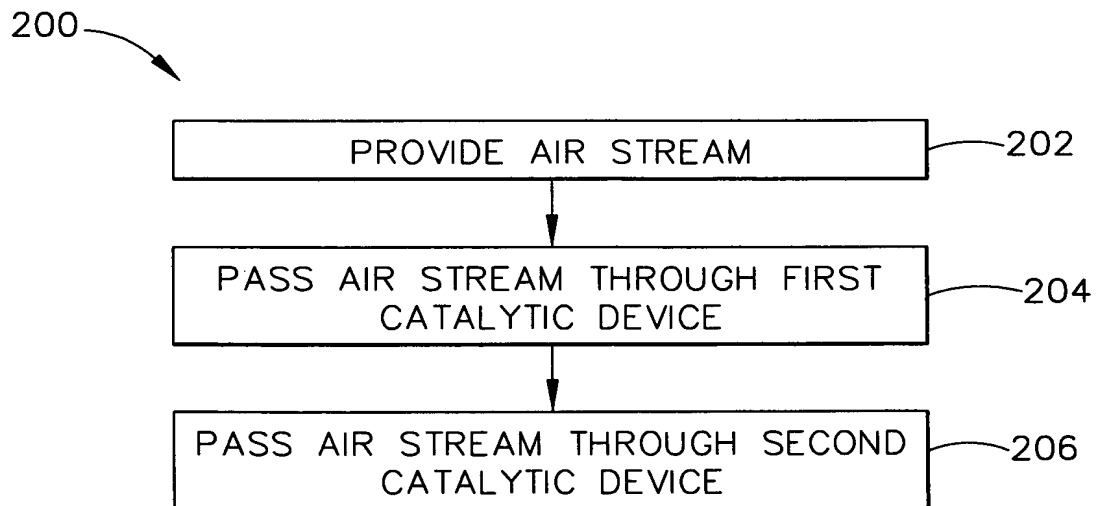 200
PROVIDE AIR STREAM
202
PASS AIR STREAM THROUGH FIRST
CATALYTIC DEVICE
204
PASS AIR STREAM THROUGH SECOND
CATALYTIC DEVICE
206